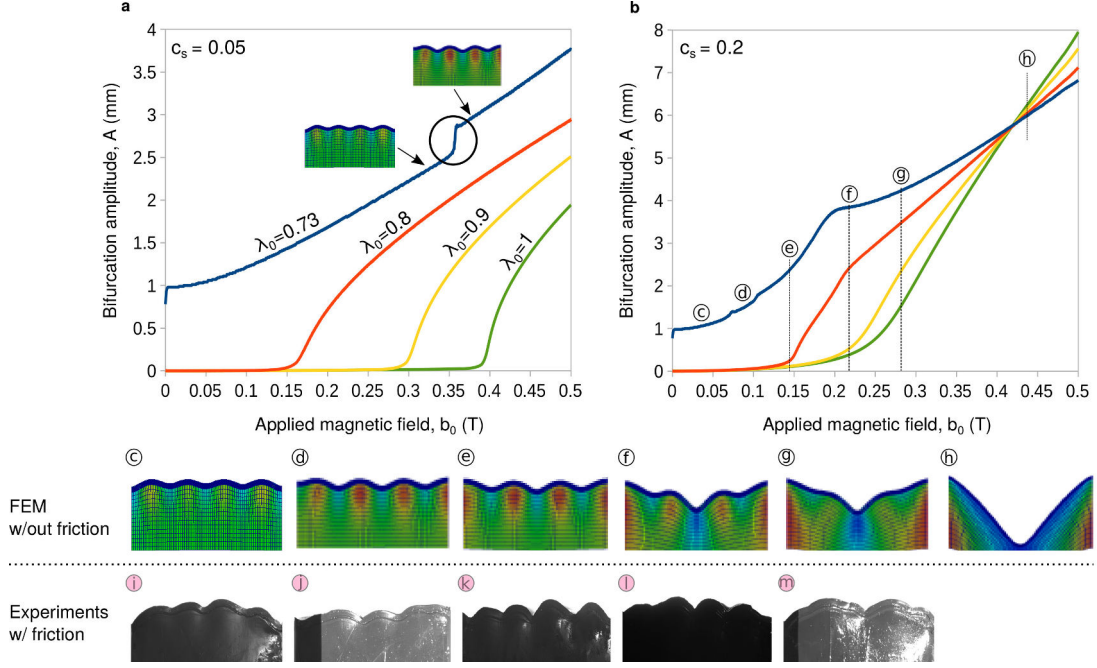 a
c_s = 0.05
Bifurcation amplitude, A (mm)
4
3.5
3
2.5
2
1.5
1
0.5
0
λ₀=0.73
λ₀=0.8
λ₀=0.9
λ₀=1
0 0.05 0.1 0.15 0.2 0.25 0.3 0.35 0.4 0.45 0.5
Applied magnetic field, b₀ (T)
b
c_s = 0.2
Bifurcation amplitude, A (mm)
8
7
6
5
4
3
2
1
0
c
d
e
f
g
h
0 0.05 0.1 0.15 0.2 0.25 0.3 0.35 0.4 0.45 0.5
Applied magnetic field, b₀ (T)
c d e f g h
FEM
w/out friction
i j k l m
Experiments
w/ friction